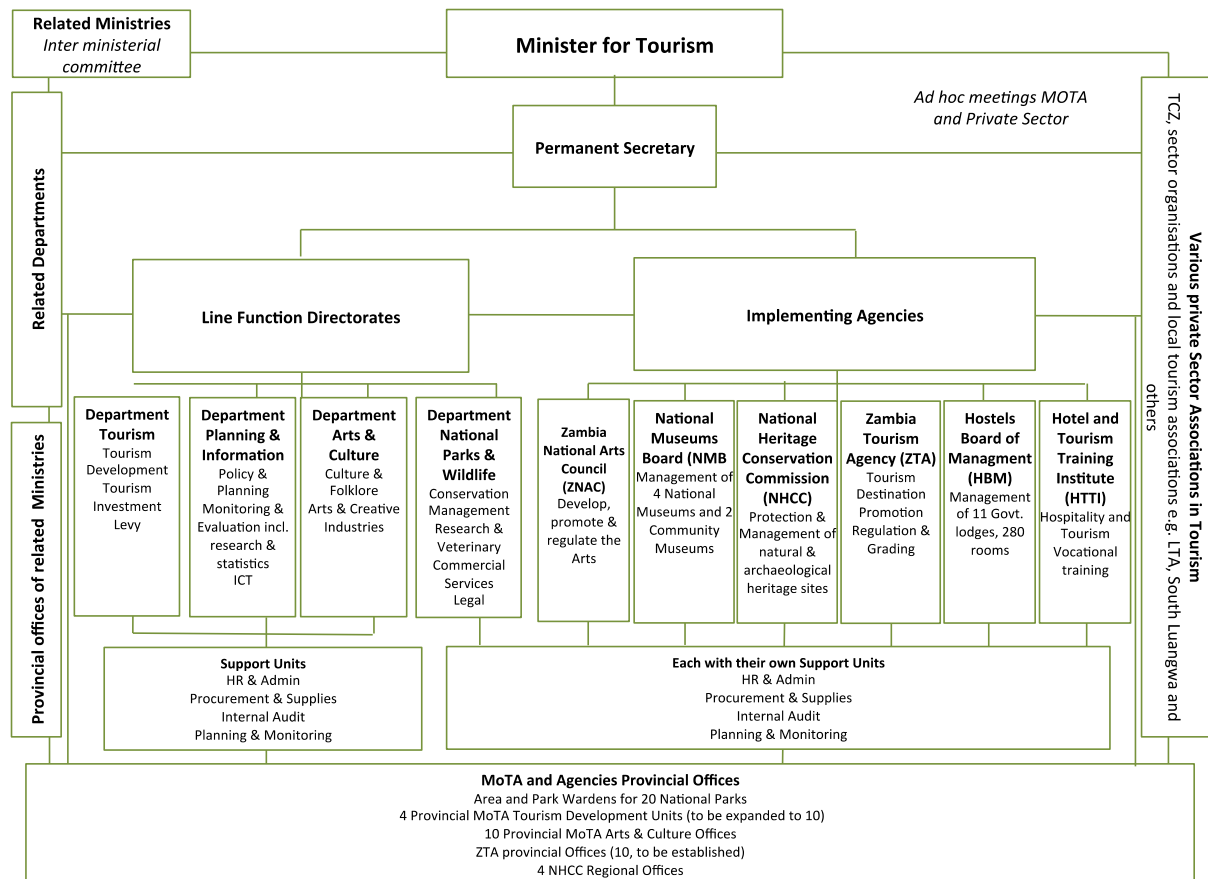 Related Ministries
Inter ministerial
committee
Minister for Tourism
Ad hoc meetings MOTA
and Private Sector
Permanent Secretary
Related Departments
Provincial offices of related Ministries
Various private Sector Associations in Tourism
TCZ, sector organisations and local tourism associations e.g. LTA, South Luangwa and
others
Line Function Directorates
Implementing Agencies
Department
Tourism
Tourism
Development
Tourism
Investment
Levy
Department
Planning &
Information
Policy &
Planning
Monitoring &
Evaluation incl.
research &
statistics
ICT
Department
Arts &
Culture
Culture &
Folklore
Arts & Creative
Industries
Department
National
Parks &
Wildlife
Conservation
Management
Research &
Veterinary
Commercial
Services
Legal
Zambia
National Arts
Council
(ZNAC)
Develop,
promote &
regulate the
Arts
National
Museums
Board (NMB
Management of
4 National
Museums and 2
Community
Museums
National
Heritage
Conservation
Commission
(NHCC)
Protection &
Management of
natural &
archaeological
heritage sites
Zambia
Tourism
Agency (ZTA)
Tourism
Destination
Promotion
Regulation &
Grading
Hostels
Board of
Managment
(HBM)
Management
of 11 Govt.
lodges, 280
rooms
Hotel and
Tourism
Training
Institute
(HTTI)
Hospitality and
Tourism
Vocational
training
Support Units
HR & Admin
Procurement & Supplies
Internal Audit
Planning & Monitoring
Each with their own Support Units
HR & Admin
Procurement & Supplies
Internal Audit
Planning & Monitoring
MoTA and Agencies Provincial Offices
Area and Park Wardens for 20 National Parks
4 Provincial MoTA Tourism Development Units (to be expanded to 10)
10 Provincial MoTA Arts & Culture Offices
ZTA provincial Offices (10, to be established)
4 NHCC Regional Offices